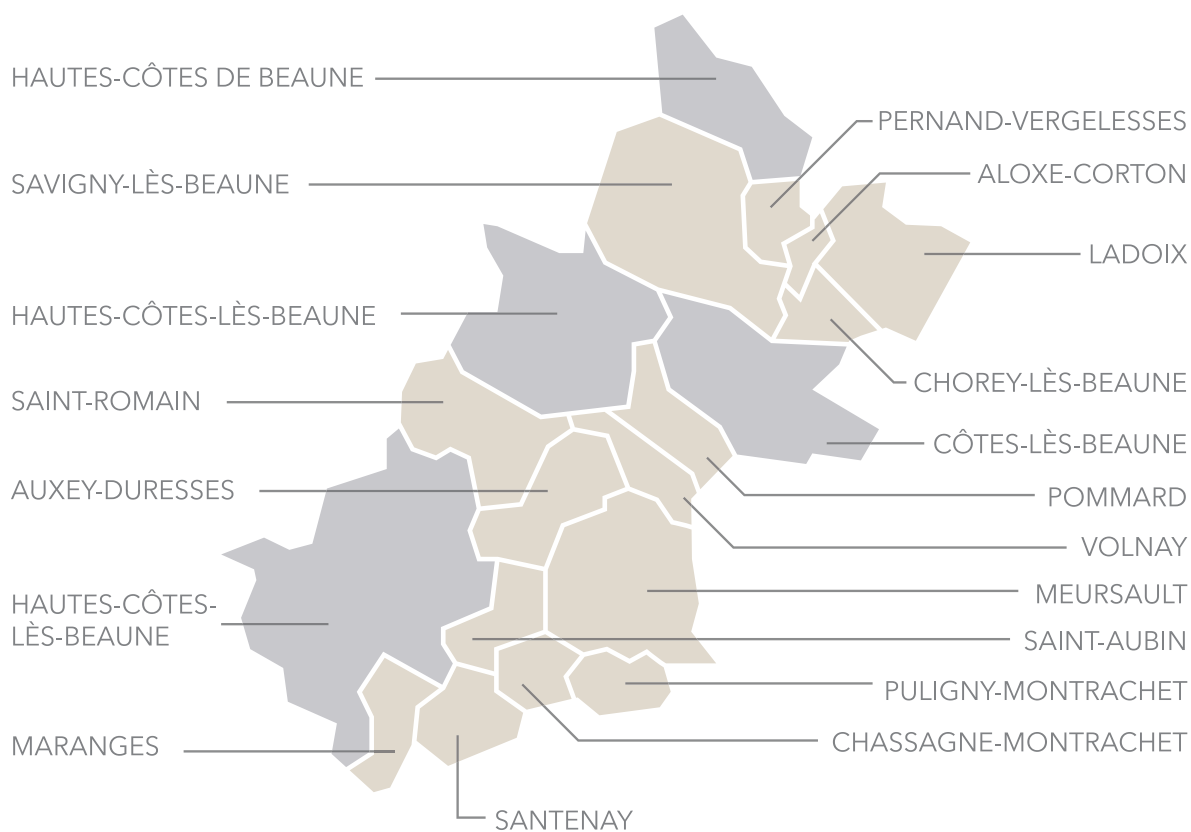 HAUTES-CÔTES DE BEAUNE
PERNAND-VERGELESSES
ALOXE-CORTON
SAVIGNY-LÈS-BEAUNE
LADOIX
HAUTES-CÔTES-LÈS-BEAUNE
CHOREY-LÈS-BEAUNE
SAINT-ROMAIN
CÔTES-LÈS-BEAUNE
AUXEY-DURESSES
POMMARD
VOLNAY
MEURSAULT
HAUTES-CÔTES-
LÈS-BEAUNE
SAINT-AUBIN
PULIGNY-MONTRACHET
CHASSAGNE-MONTRACHET
MARANGES
SANTENAY